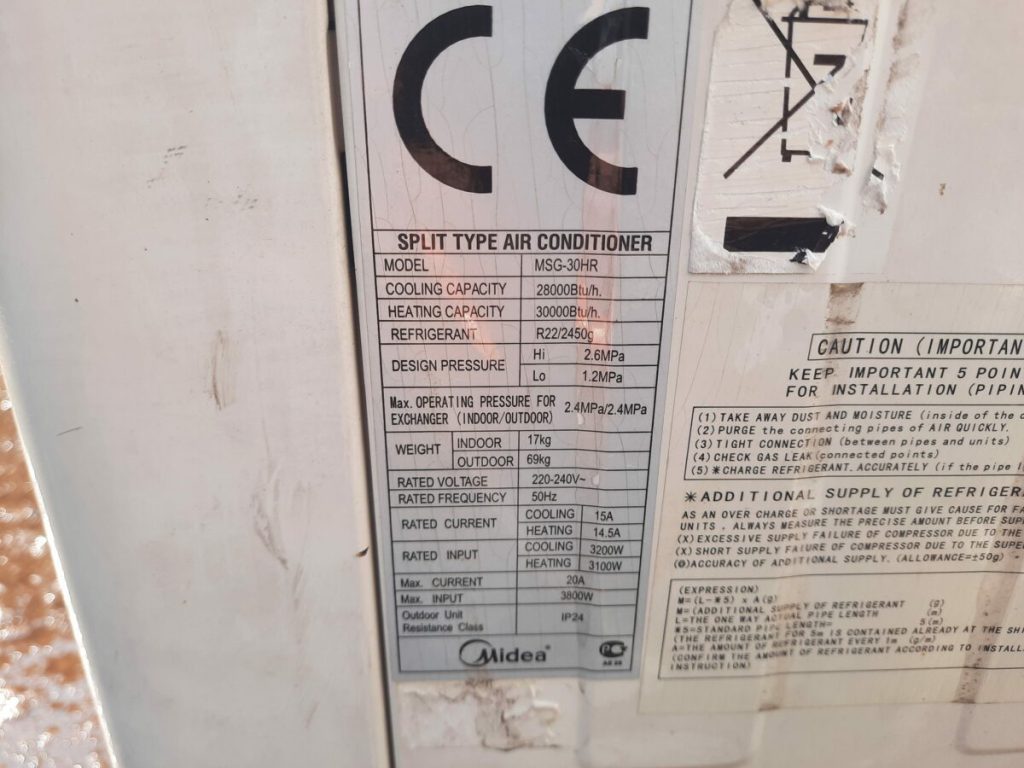 CE
SPLIT TYPE AIR CONDITIONER
MODEL MSG-30HR
COOLING CAPACITY 28000Btu/h.
HEATING CAPACITY 30000Btu/h.
REFRIGERANT R22/2450g
DESIGN PRESSURE Hi 2.6MPa
Lo 1.2MPa
Max. OPERATING PRESSURE FOR
EXCHANGER (INDOOR/OUTDOOR) 2.4MPa/2.4MPa
WEIGHT INDOOR 17kg
OUTDOOR 69kg
RATED VOLTAGE 220-240V~
RATED FREQUENCY 50Hz
RATED CURRENT COOLING 15A
HEATING 14.5A
RATED INPUT COOLING 3200W
HEATING 3100W
Max. CURRENT 20A
Max. INPUT 3800W
Outdoor Unit
Resistance Class IP24
Midea
CAUTION (IMPORTAN
KEEP IMPORTANT 5 POIN
FOR INSTALLATION (PIPIN
(1) TAKE AWAY DUST AND MOISTURE (inside of the c
(2) PURGE the connecting pipes of AIR QUICKLY.
(3) TIGHT CONNECTION (between pipes and units)
(4) CHECK GAS LEAK (connected points)
(5) *CHARGE REFRIGERANT. ACCURATELY (if the pipe l
*ADDITIONAL SUPPLY OF REFRIGER
AS AN OVER CHARGE OR SHORTAGE MUST GIVE CAUSE FOR FA
UNITS , ALWAYS MEASURE THE PRECISE AMOUNT BEFORE SUP
(X) EXCESSIVE SUPPLY FAILURE OF COMPRESSOR DUE TO THE
(X) SHORT SUPPLY FAIURE OF COMPRESSOR DUE TO THE SUPE
(◎) ACCURACY OF ADDITIONAL SUPPLY. (ALLOWANCE=±50g) -
(EXPRESSION)
M=(L-*5) x A(g)
M=(ADDITIONAL SUPPLY OF REFRIGERANT (g)
L=THE ONE WAY ACTUAL PIPE LENGTH (m)
*5=STANDARD PIPE LENGTH= 5(m)
(THE REFRIGERANT FOR 5m IS CONTAINED ALREADY AT THE SHI
A=THE AMOUNT OF REFRIGERANT EVERY 1m (g/m)
(CONFIRM THE AMOUNT OF REFRIGERANT ACCORDING TO INSTALL
INSTRUCTION)